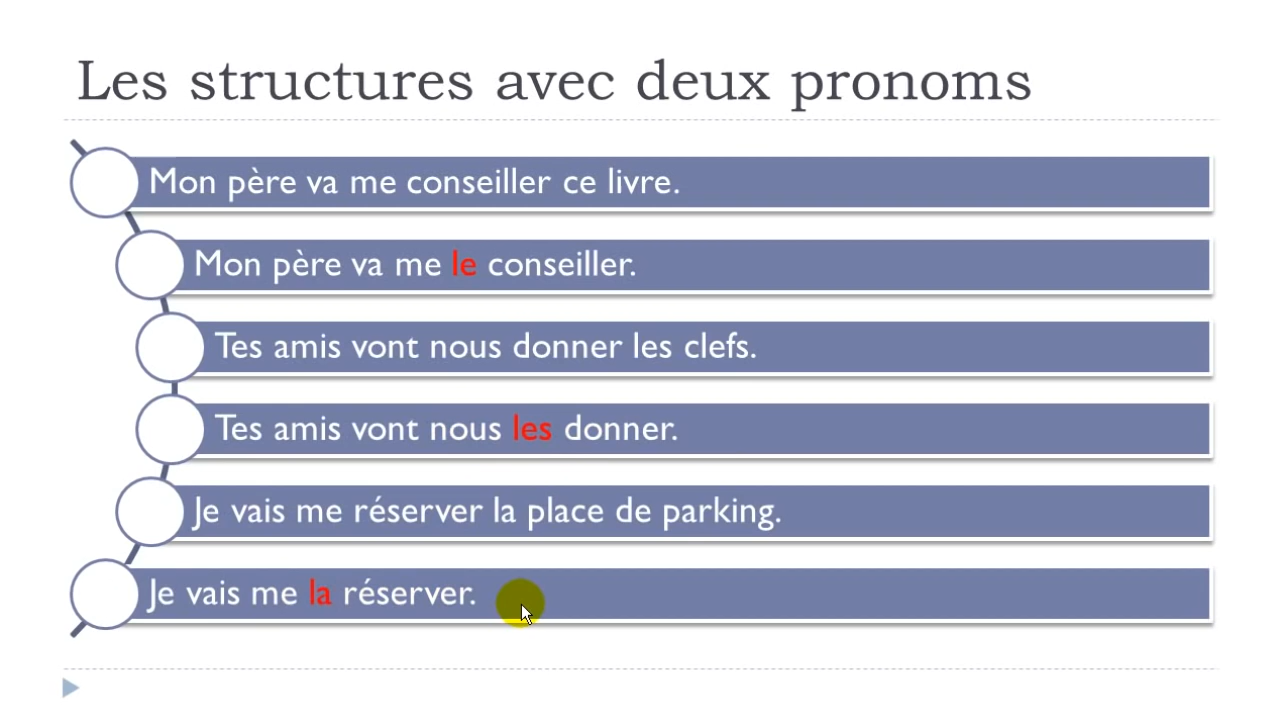 Les structures avec deux pronoms
Mon père va me conseiller ce livre.
Mon père va me le conseiller.
Tes amis vont nous donner les clefs.
Tes amis vont nous les donner.
Je vais me réserver la place de parking.
Je vais me la réserver.